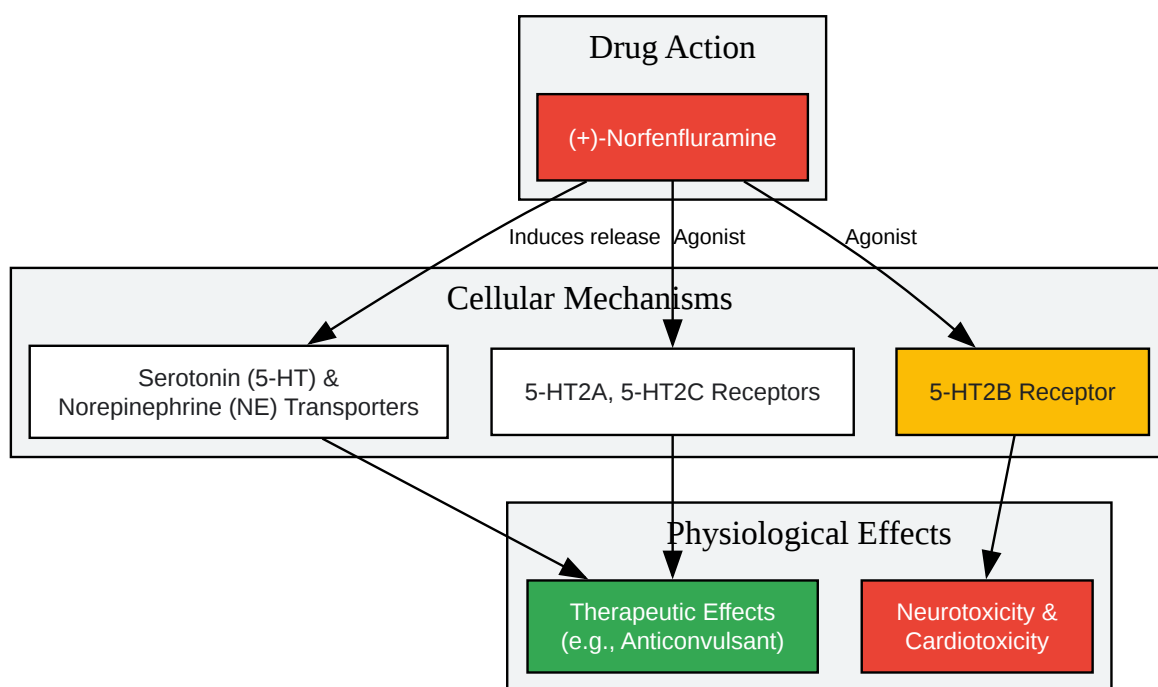 Drug Action
(+)-Norfenfluramine
Induces release
Agonist
Agonist
Cellular Mechanisms
Serotonin (5-HT) &
Norepinephrine (NE) Transporters
5-HT2A, 5-HT2C Receptors
5-HT2B Receptor
Physiological Effects
Therapeutic Effects
(e.g., Anticonvulsant)
Neurotoxicity &
Cardiotoxicity